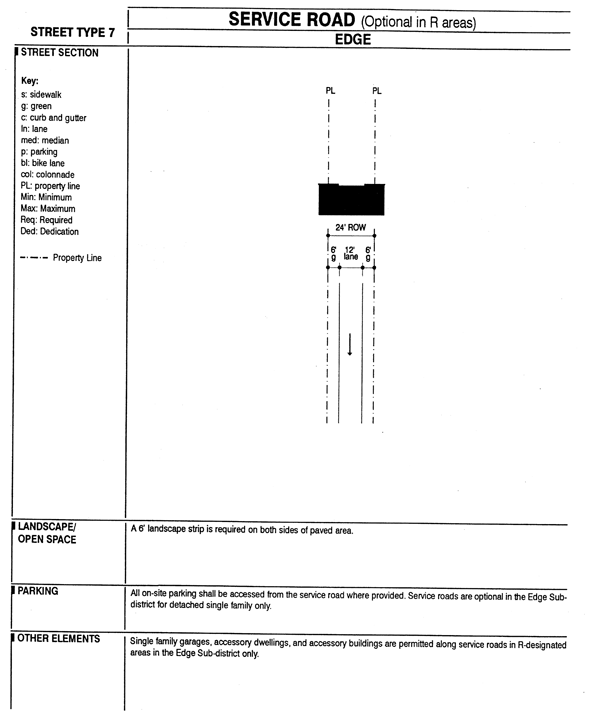 STREET TYPE 7
SERVICE ROAD (Optional in R areas)
EDGE
STREET SECTION
Key:
s: sidewalk
g: green
c: curb and gutter
ln: lane
med: median
p: parking
bl: bike lane
col: colonnade
PL: property line
Min: Minimum
Max: Maximum
Req: Required
Ded: Dedication
Property Line
PL PL
24' ROW
6' 12' 6'
g lane g
LANDSCAPE/
OPEN SPACE
A 6' landscape strip is required on both sides of paved area.
PARKING
All on-site parking shall be accessed from the service road where provided. Service roads are optional in the Edge Sub-
district for detached single family only.
OTHER ELEMENTS
Single family garages, accessory dwellings, and accessory buildings are permitted along service roads in R-designated
areas in the Edge Sub-district only.